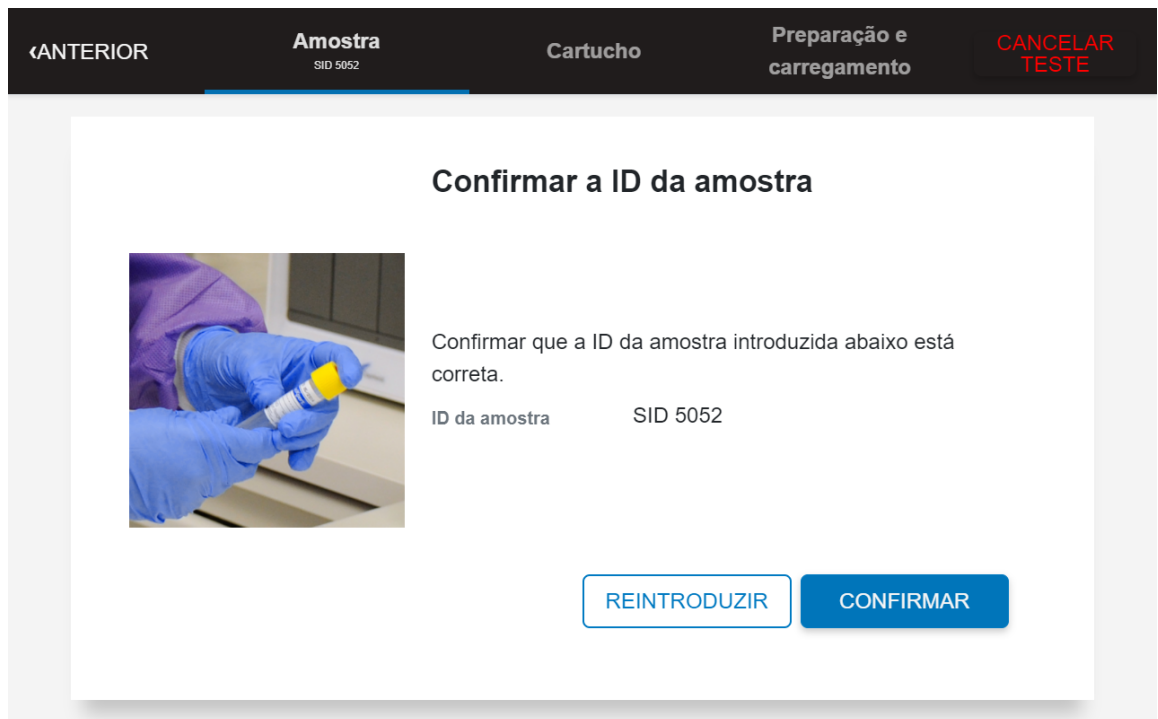 ‹ANTERIOR
Amostra
SID 5052
Cartucho
Preparação e
carregamento
CANCELAR
TESTE
Confirmar a ID da amostra
Confirmar que a ID da amostra introduzida abaixo está
correta.
ID da amostra SID 5052
REINTRODUZIR CONFIRMAR